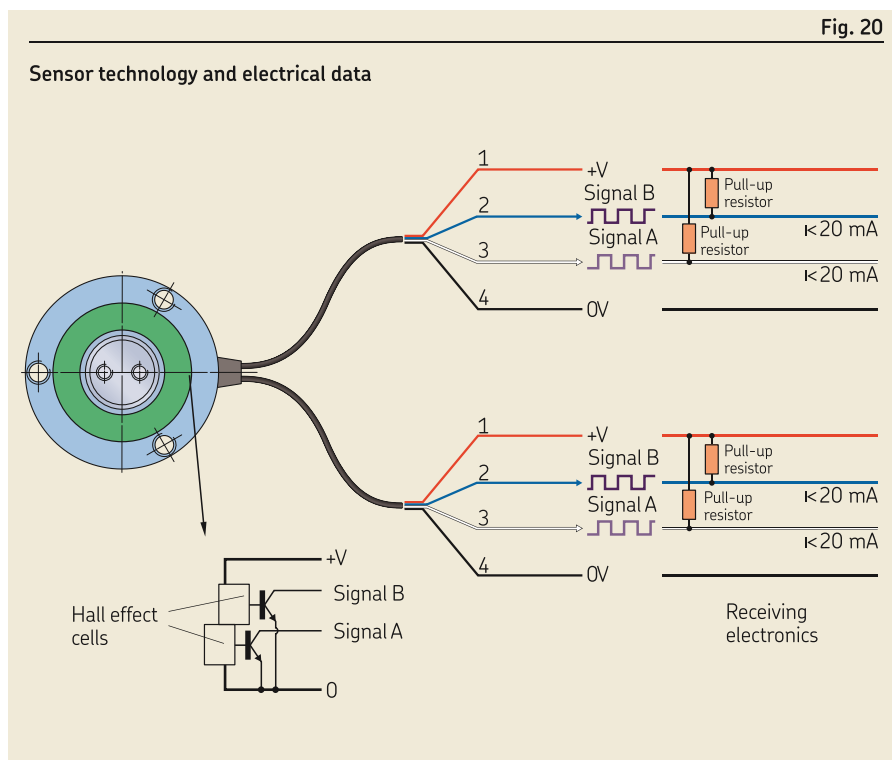 Fig. 20
Sensor technology and electrical data
1
+V
Signal B
Pull-up
resistor
2
I<20 mA
Signal A
Pull-up
resistor
3
I<20 mA
4
0V
1
+V
Signal B
Pull-up
resistor
2
I<20 mA
Signal A
Pull-up
resistor
3
I<20 mA
4
0V
+V
Signal B
Hall effect
cells
Signal A
0
Receiving
electronics